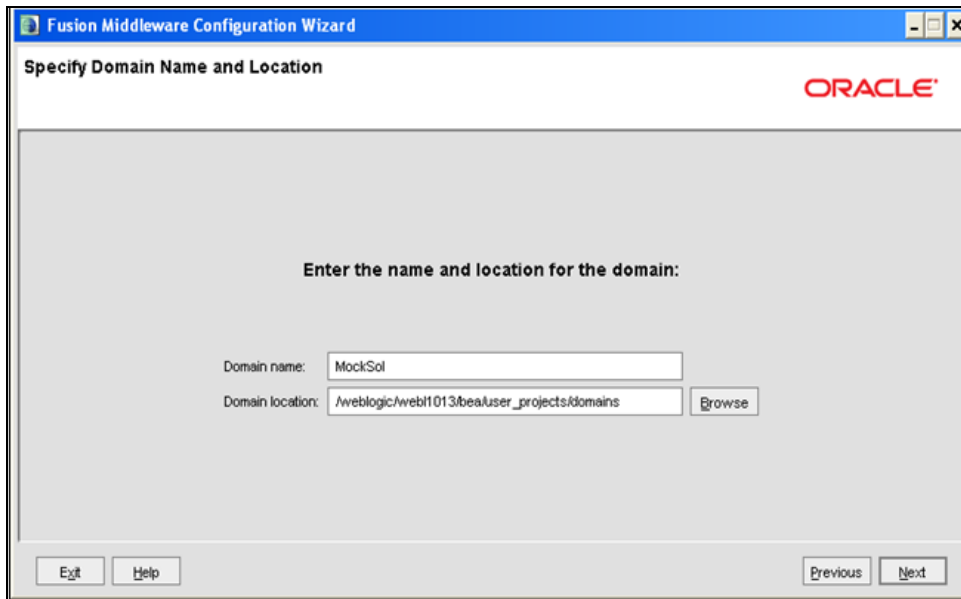 Fusion Middleware Configuration Wizard
Specify Domain Name and Location
ORACLE
Enter the name and location for the domain:
Domain name: MockSol
Domain location: /weblogic/webl1013/bea/user_projects/domains Browse
Exit Help Previous Next